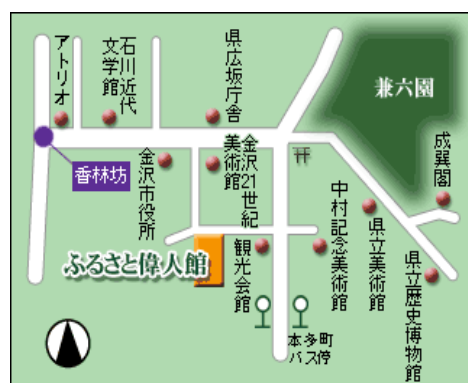 アトリオ
石川近代
文学館
県広坂庁舎
兼六園
香林坊
金沢市役所
金沢21世紀
美術館
成巽閣
ふるさと偉人館
観光会館
中村記念美術館
県立美術館
県立歴史博物館
本多町
バス停